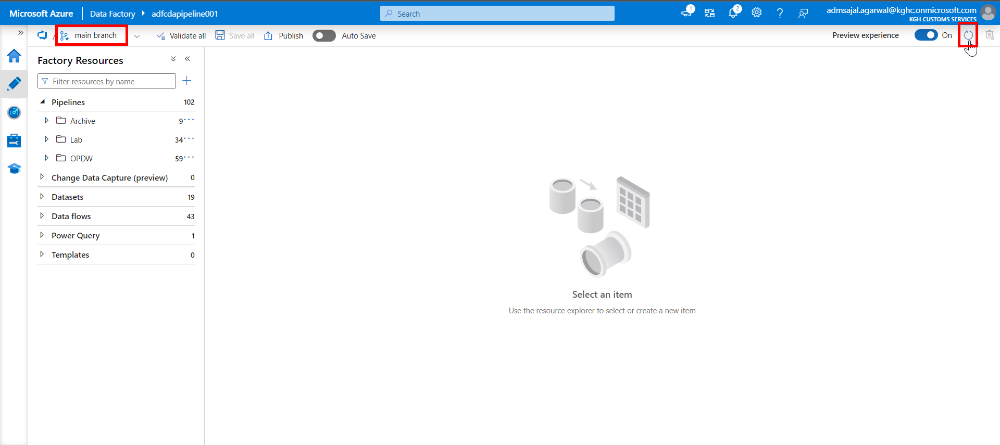 Microsoft Azure
Data Factory
adfcdapipeline001
Search
1
2
admsajal.agarwal@kghc.onmicrosoft.com
KGH CUSTOMS SERVICES
main branch
Validate all
Save all
Publish
Auto Save
Preview experience
On
Factory Resources
Filter resources by name
Pipelines 102
Archive 9
Lab 34
OPDW 59
Change Data Capture (preview) 0
Datasets 19
Data flows 43
Power Query 1
Templates 0
Select an item
Use the resource explorer to select or create a new item